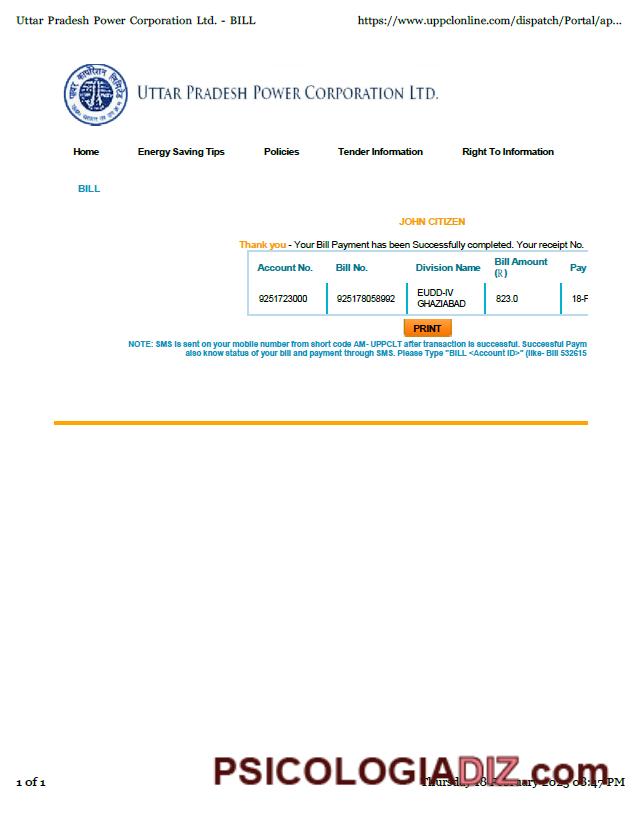 Uttar Pradesh Power Corporation Ltd. - BILL https://www.uppclonline.com/dispatch/Portal/ap...
UTTAR PRADESH POWER CORPORATION LTD.
Home Energy Saving Tips Policies Tender Information Right To Information
BILL
JOHN CITIZEN
Thank you - Your Bill Payment has been Successfully completed. Your receipt No.
Account No. Bill No. Division Name Bill Amount (R) Pay
9251723000 925178058992 EUDD-IV GHAZIABAD 823.0 18-F
PRINT
NOTE: SMS is sent on your mobile number from short code AM- UPPCLT after transaction is successful. Successful Paym
also know status of your bill and payment through SMS. Please Type "BILL <Account ID>" (like- Bill 532615
PSICOLOGIADIZ.com
1 of 1 Thursday 18 February 2023 08:47 PM